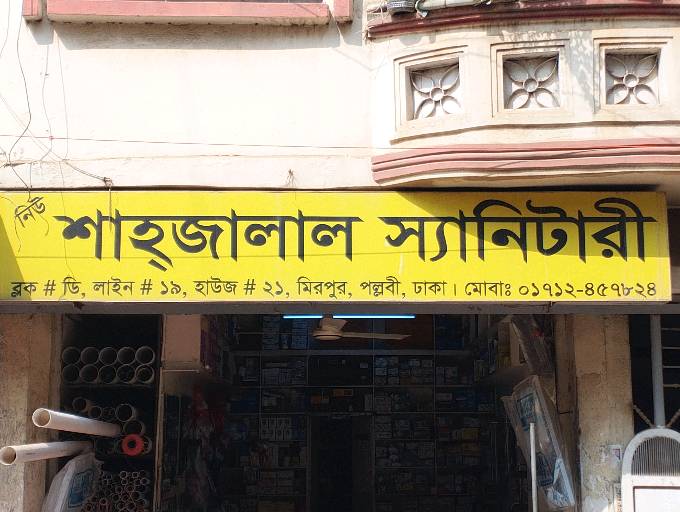 নিউ শাহ্জালাল স্যানিটারী
ব্লক # ডি, লাইন # ১৯, হাউজ # ২১, মিরপুর, পল্লবী, ঢাকা। মোবাঃ ০১৭১২-৪৫৭৮২৪